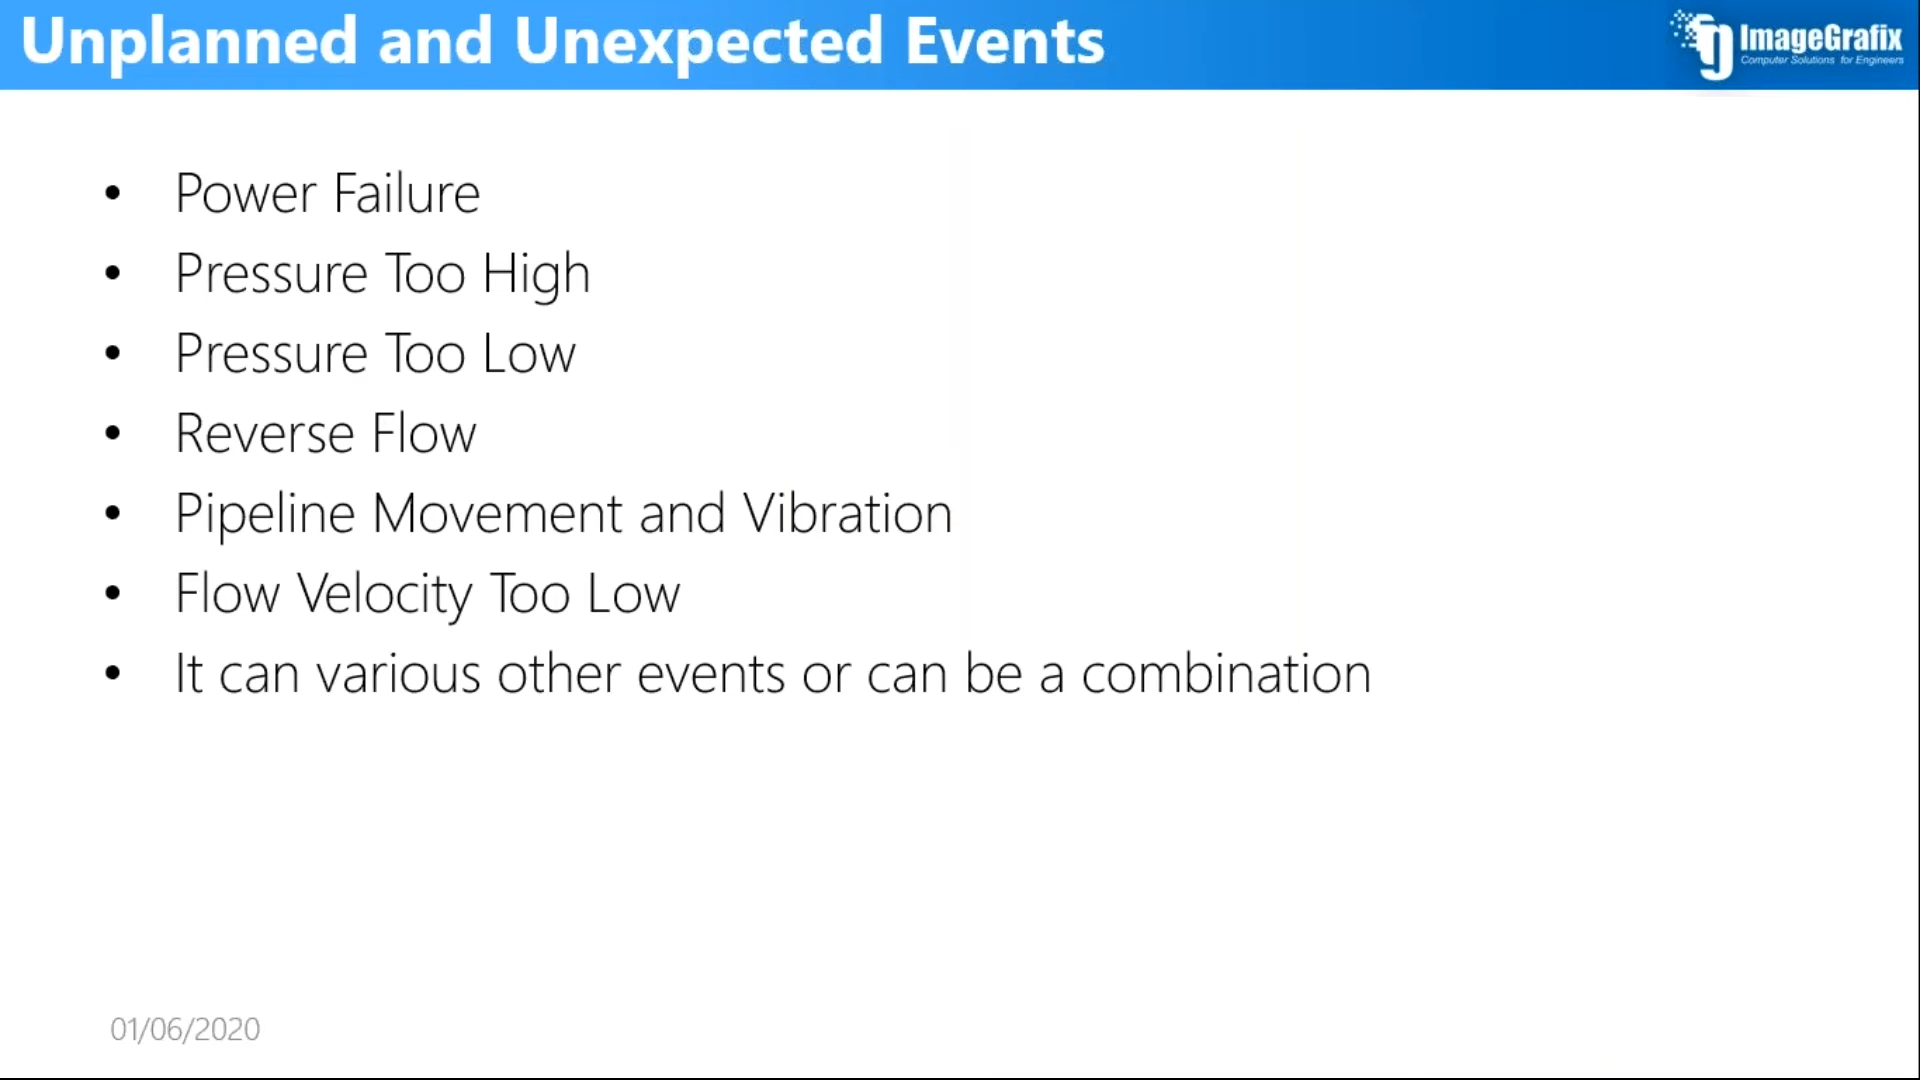 Unplanned and Unexpected Events
ImageGrafix
Computer Solutions for Engineers
• Power Failure
• Pressure Too High
• Pressure Too Low
• Reverse Flow
• Pipeline Movement and Vibration
• Flow Velocity Too Low
• It can various other events or can be a combination
01/06/2020